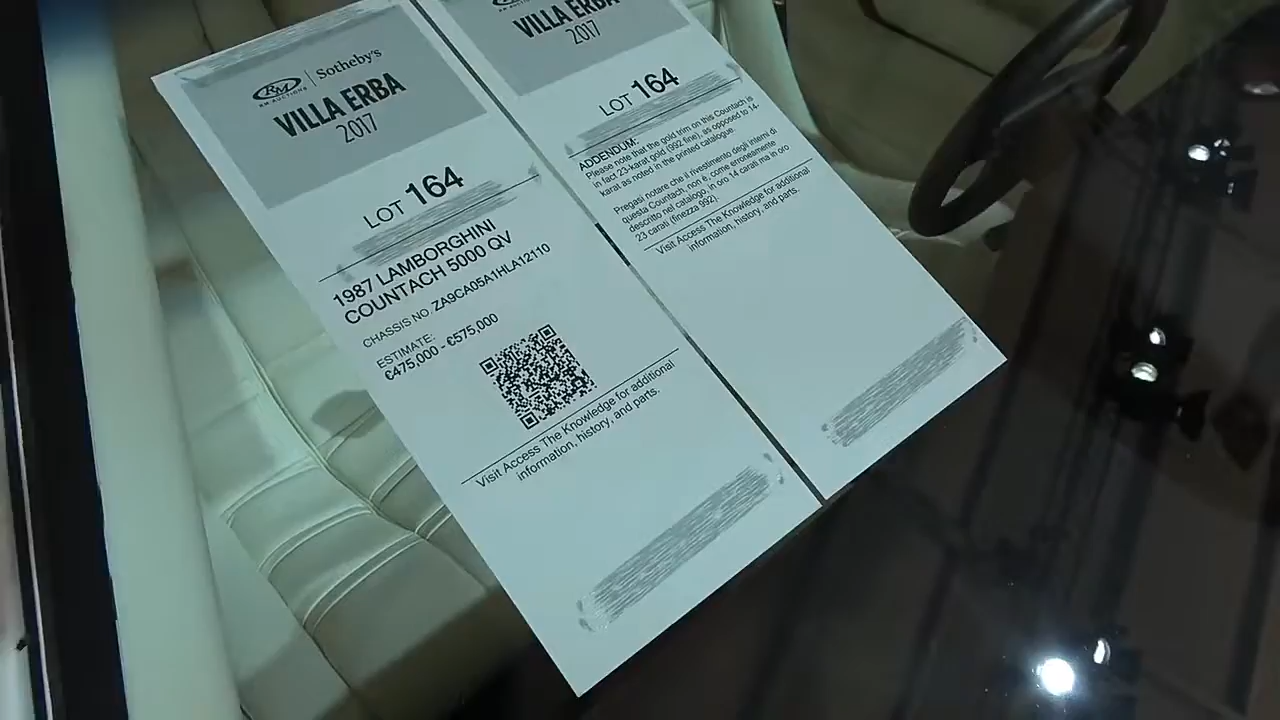 RM | Sotheby's
RM AUCTIONS
VILLA ERBA
2017
LOT 164
1987 LAMBORGHINI
COUNTACH 5000 QV
CHASSIS NO. ZA9CA05A1HLA12110
ESTIMATE:
€475,000 - €575,000
Visit Access The Knowledge for additional
information, history, and parts.
RM AUCTIONS
VILLA ERBA
2017
LOT 164
ADDENDUM:
Please note that the gold trim on this Countach is
in fact 23-karat gold (992 fine), as opposed to 14-
karat as noted in the printed catalogue.
Pregasi notare che il rivestimento degli interni di
questa Countach, non è, come erroneamente
descritto nel catalogo, in oro 14 carati ma in oro
23 carati (finezza 992).
Visit Access The Knowledge for additional
information, history, and parts.